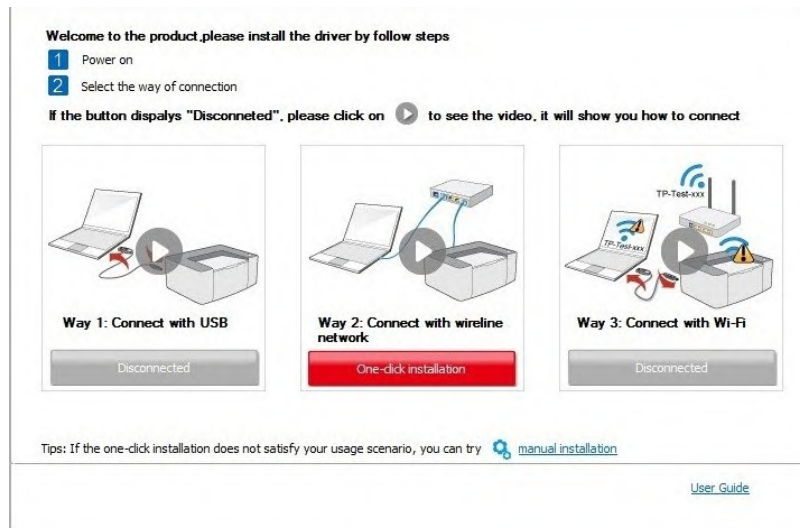 Welcome to the product,please install the driver by follow steps
1 Power on
2 Select the way of connection
If the button dispalys "Disconneted", please click on to see the video, it will show you how to connect
TP-Test-xxx
TP-Test-xxx
Way 1: Connect with USB
Way 2: Connect with wireline
network
Way 3: Connect with Wi-Fi
Disconnected
One-click installation
Disconnected
Tips: If the one-click installation does not satisfy your usage scenario, you can try manual installation
User Guide